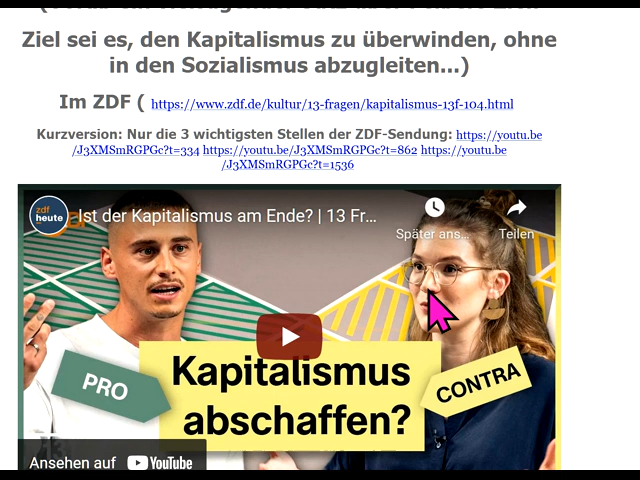 Ziel sei es, den Kapitalismus zu überwinden, ohne
in den Sozialismus abzugleiten...)
Im ZDF ( https://www.zdf.de/kultur/13-fragen/kapitalismus-13f-104.html
Kurzversion: Nur die 3 wichtigsten Stellen der ZDF-Sendung: https://youtu.be
/J3XMSmRGPGc?t=334 https://youtu.be/J3XMSmRGPGc?t=862 https://youtu.be
/J3XMSmRGPGc?t=1536
zdf
heute
Ist der Kapitalismus am Ende? | 13 Fr...
Später ans...
Teilen
PRO
Kapitalismus
abschaffen?
CONTRA
Ansehen auf YouTube